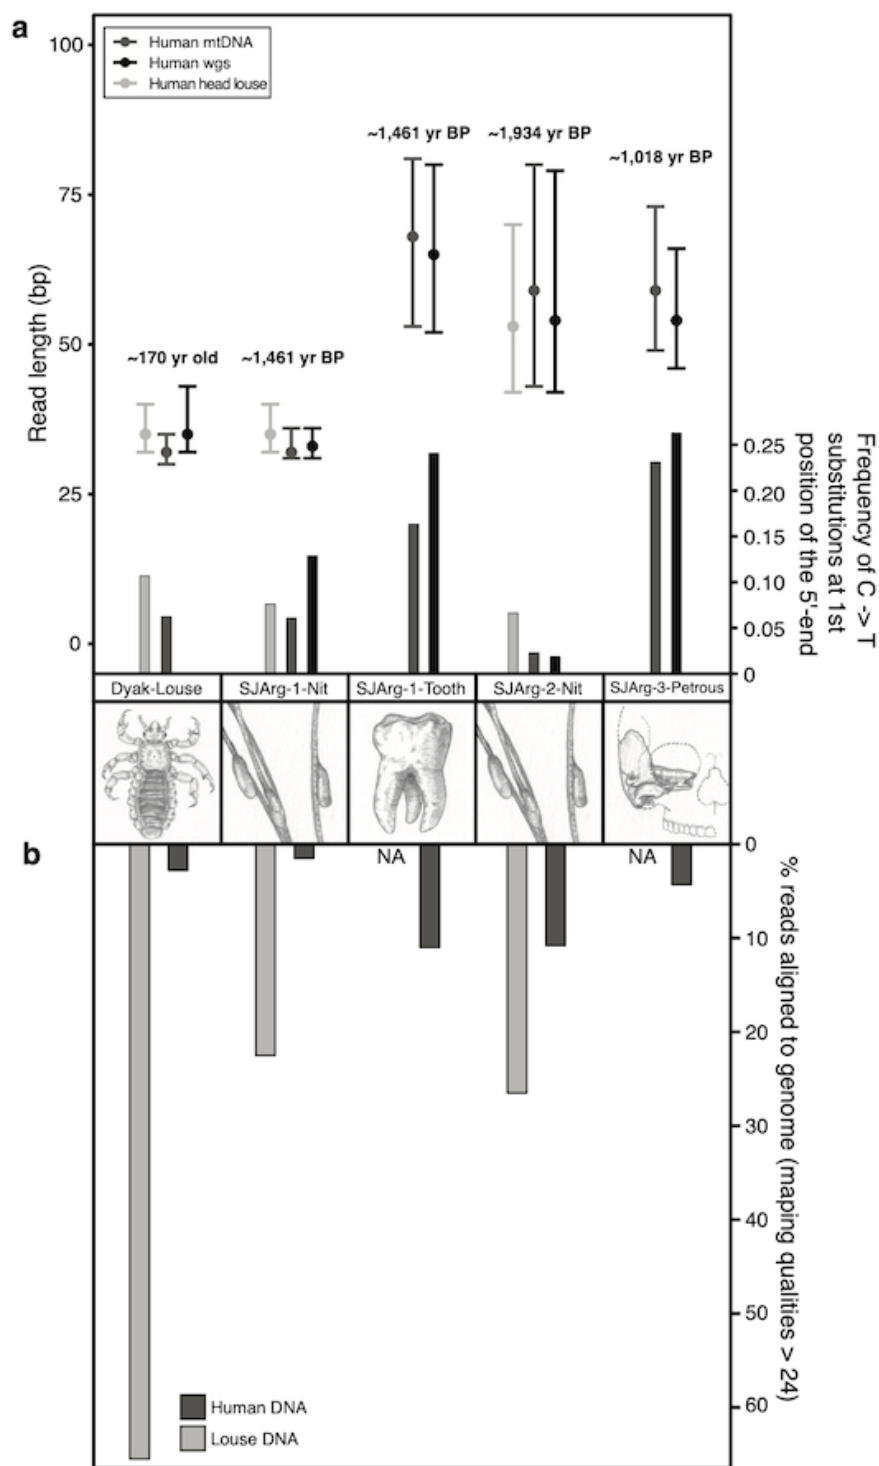 a
100
75
50
25
0
Read length (bp)
Human mtDNA
Human wgs
Human head louse
~1,461 yr BP
~1,934 yr BP
~1,018 yr BP
~170 yr old
~1,461 yr BP
0.25
0.20
0.15
0.10
0.05
0
Frequency of C -> T
substitutions at 1st
position of the 5'-end
Dyak-Louse
SJArg-1-Nit
SJArg-1-Tooth
SJArg-2-Nit
SJArg-3-Petrous
b
NA
NA
0
10
20
30
40
50
60
% reads aligned to genome (maping qualities > 24)
Human DNA
Louse DNA